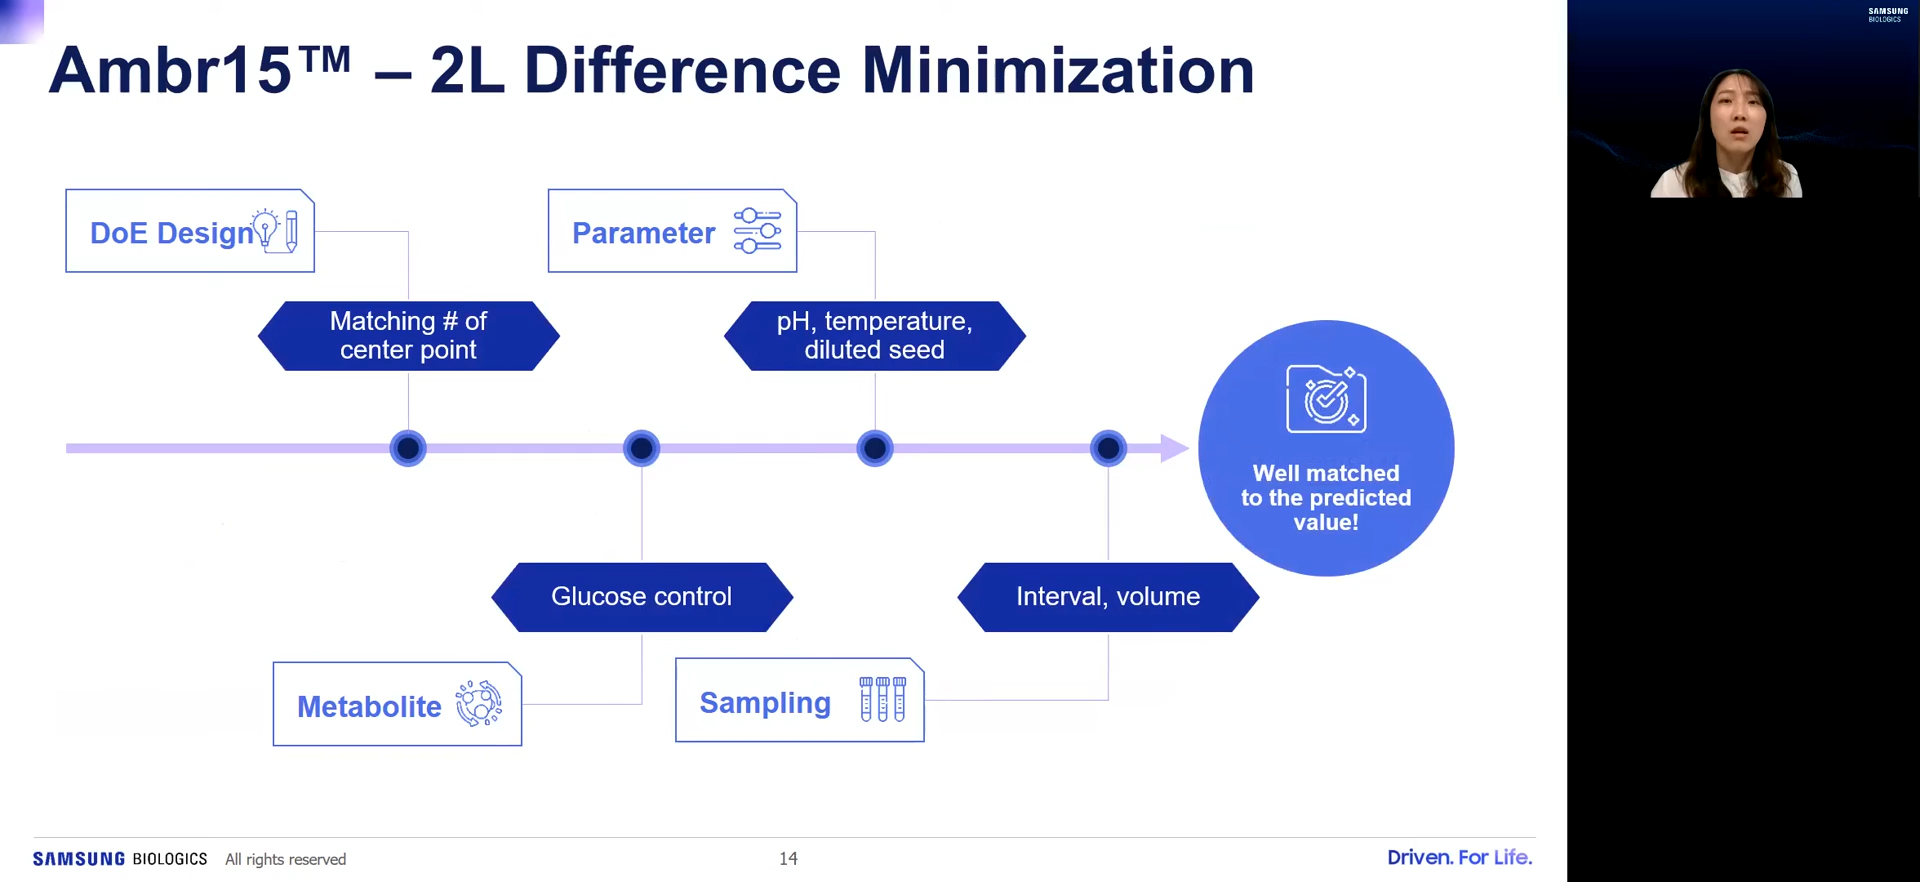 Ambr15™ – 2L Difference Minimization
SAMSUNG
BIOLOGICS
DoE Design
Parameter
Matching # of
center point
pH, temperature,
diluted seed
Well matched
to the predicted
value!
Glucose control
Interval, volume
Metabolite
Sampling
SAMSUNG BIOLOGICS All rights reserved
14
Driven. For Life.